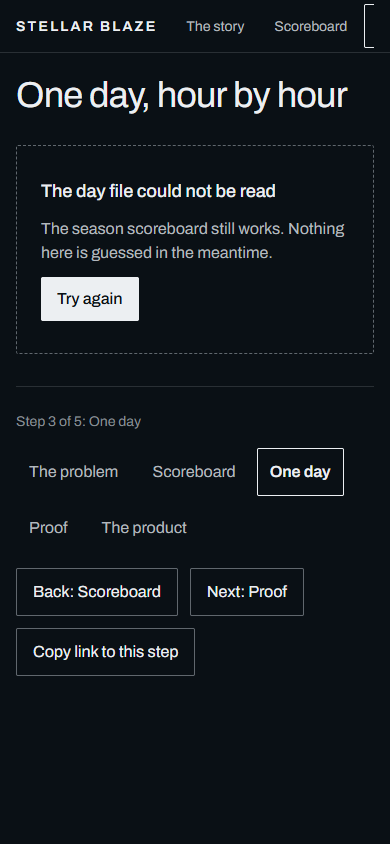 STELLAR BLAZE The story Scoreboard
One day, hour by hour
The day file could not be read
The season scoreboard still works. Nothing
here is guessed in the meantime.
Try again
Step 3 of 5: One day
The problem Scoreboard One day
Proof The product
Back: Scoreboard Next: Proof
Copy link to this step